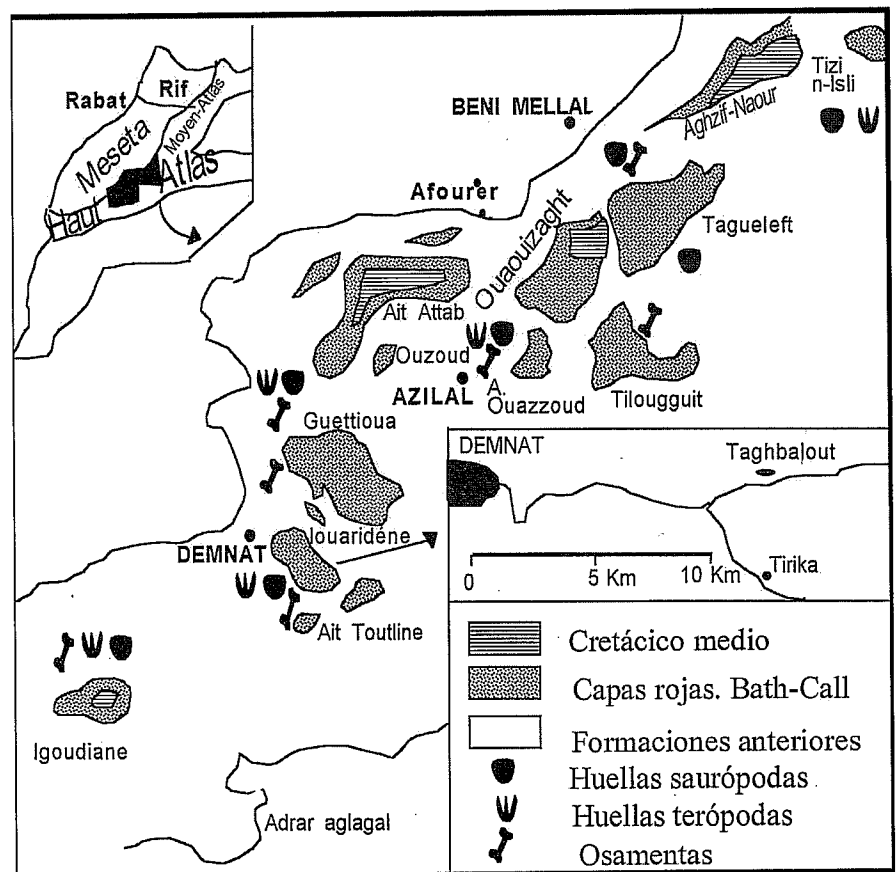 Rabat
Rif
Moyen-Atlas
Meseta
Haut Atlas
BENI MELLAL
Aghzif-Naour
Tizi
n-Isli
Afourer
Ouaouizaght
Tagueleft
Ait Attab
Ouzoud
AZILAL
A.
Ouazzoud
Tilougguit
Guettioua
Iouaridéne
DEMNAT
Ait Toutline
Igoudiane
Adrar aglagal
DEMNAT
Taghbalout
0 5 Km 10 Km
Tirika
Cretácico medio
Capas rojas. Bath-Call
Formaciones anteriores
Huellas saurópodas
Huellas terópodas
Osamentas